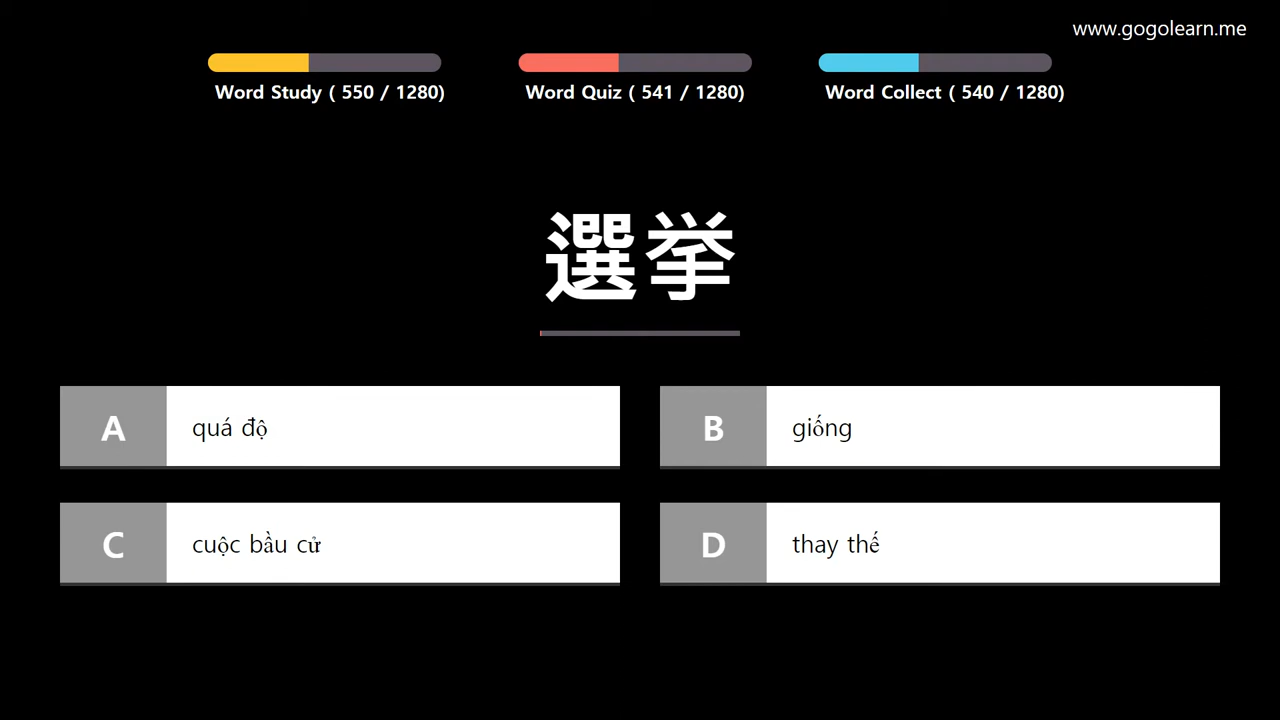 www.gogolearn.me
Word Study ( 550 / 1280)
Word Quiz ( 541 / 1280)
Word Collect ( 540 / 1280)
選挙
A quá độ
B giống
C cuộc bầu cử
D thay thế